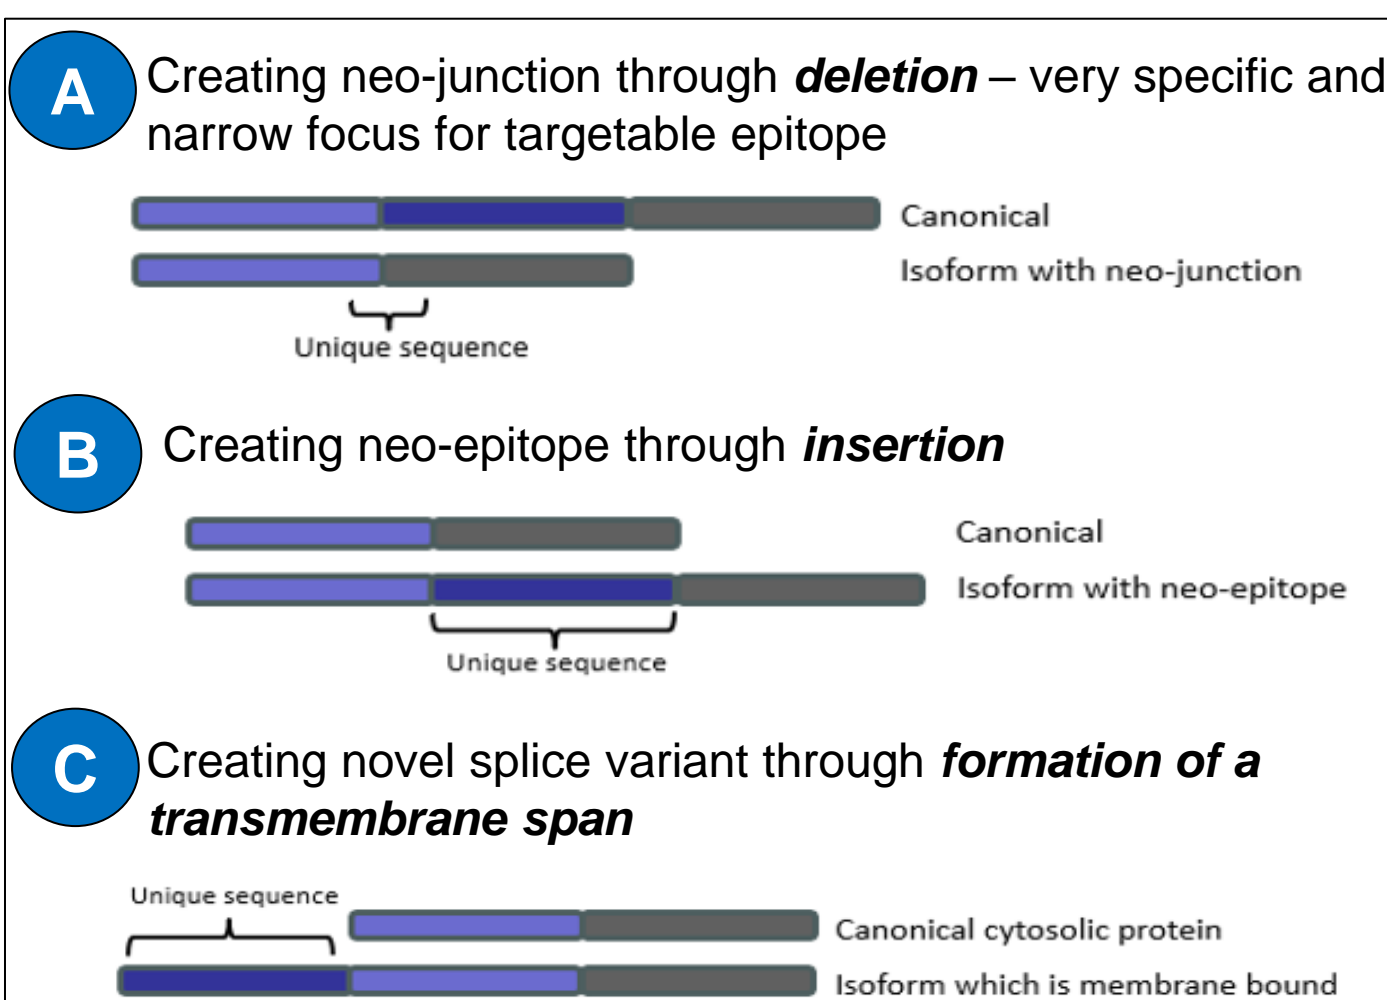 A
Creating neo-junction through deletion – very specific and
narrow focus for targetable epitope
Canonical
Isoform with neo-junction
Unique sequence
B
Creating neo-epitope through insertion
Canonical
Isoform with neo-epitope
Unique sequence
C
Creating novel splice variant through formation of a
transmembrane span
Unique sequence
Canonical cytosolic protein
Isoform which is membrane bound